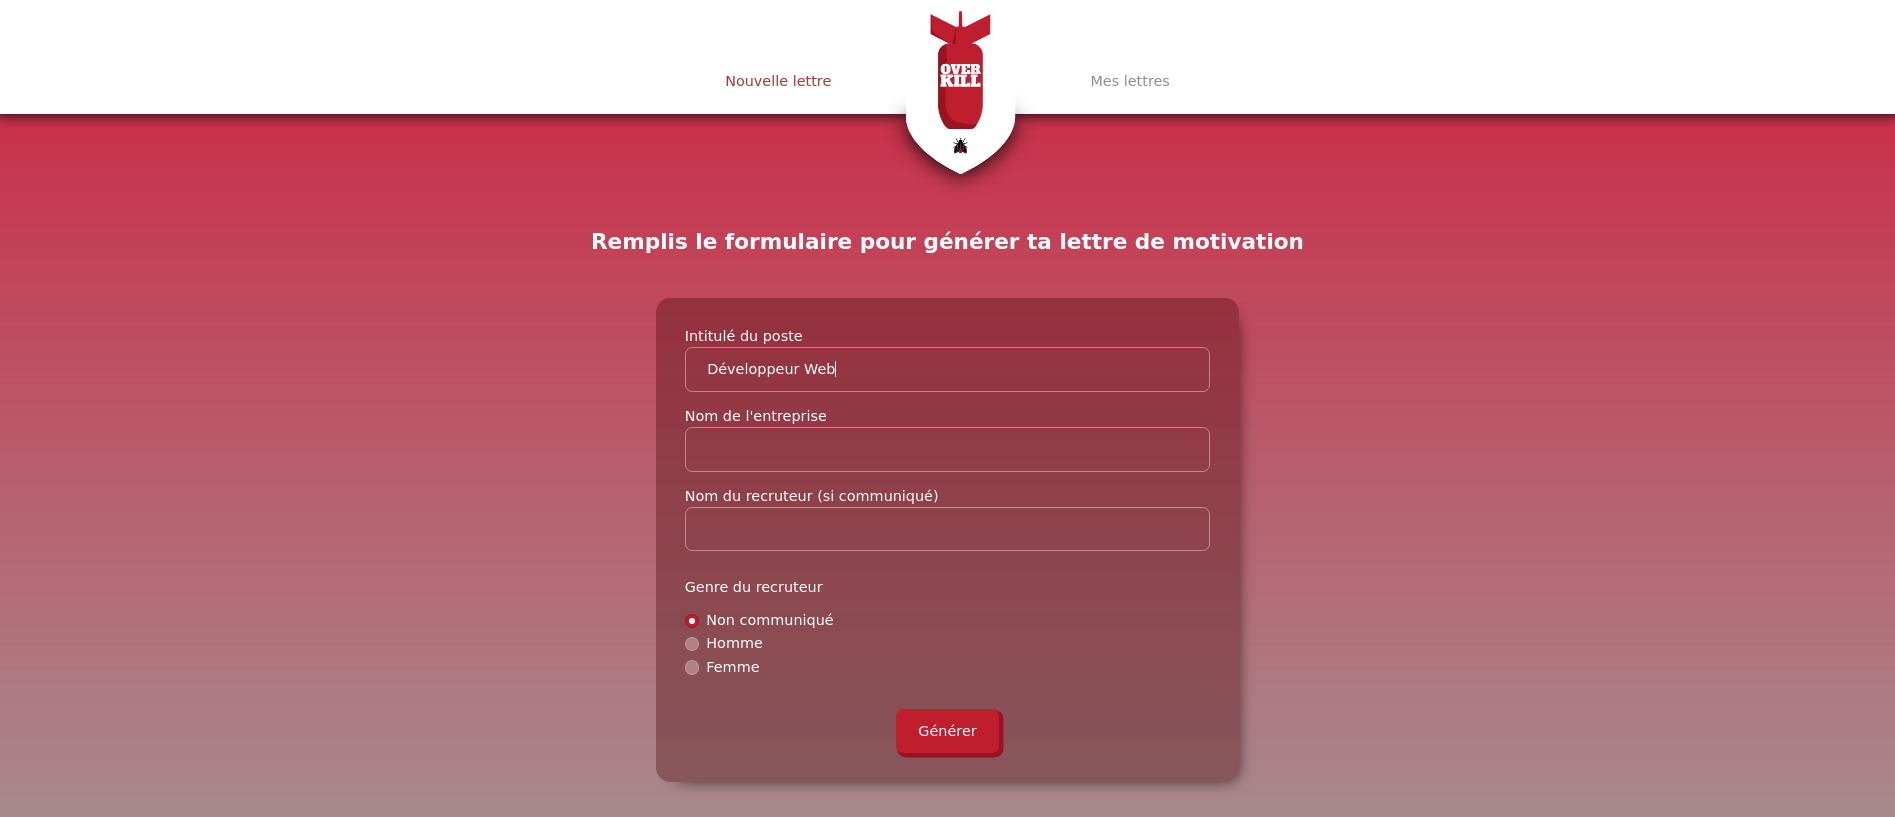 Nouvelle lettre
OVER
KILL
Mes lettres
Remplis le formulaire pour générer ta lettre de motivation
Intitulé du poste
Développeur Web
Nom de l'entreprise
Nom du recruteur (si communiqué)
Genre du recruteur
Non communiqué
Homme
Femme
Générer